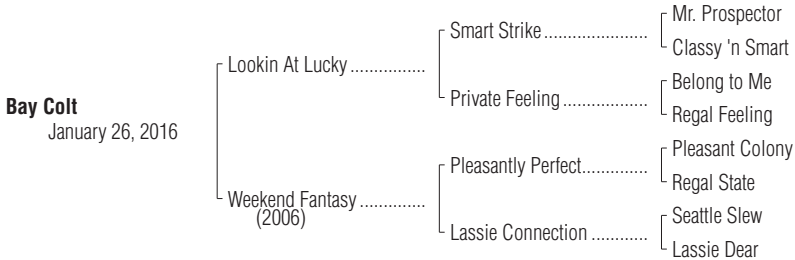 Mr. Prospector
Smart Strike ......................
Classy 'n Smart
Lookin At Lucky ................
Belong to Me
Private Feeling ..................
Regal Feeling
Bay Colt
January 26, 2016
Pleasant Colony
Pleasantly Perfect..............
Regal State
Weekend Fantasy ..............
(2006)
Seattle Slew
Lassie Connection ............
Lassie Dear